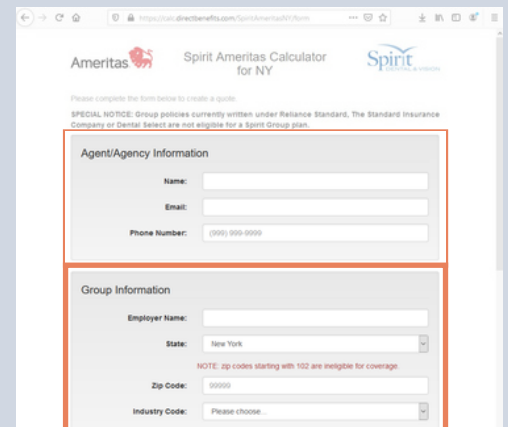 https://calc.directbenefits.com/SpiritAmeritasNY/form
Ameritas
Spirit Ameritas Calculator
for NY
Spirit
DENTAL & VISION
Please complete the form below to create a quote.
SPECIAL NOTICE: Group policies currently written under Reliance Standard, The Standard Insurance
Company or Dental Select are not eligible for a Spirit Group plan.
Agent/Agency Information
Name:
Email:
Phone Number: (999) 999-9999
Group Information
Employer Name:
State: New York
NOTE: zip codes starting with 102 are ineligible for coverage.
Zip Code: 99999
Industry Code: Please choose...